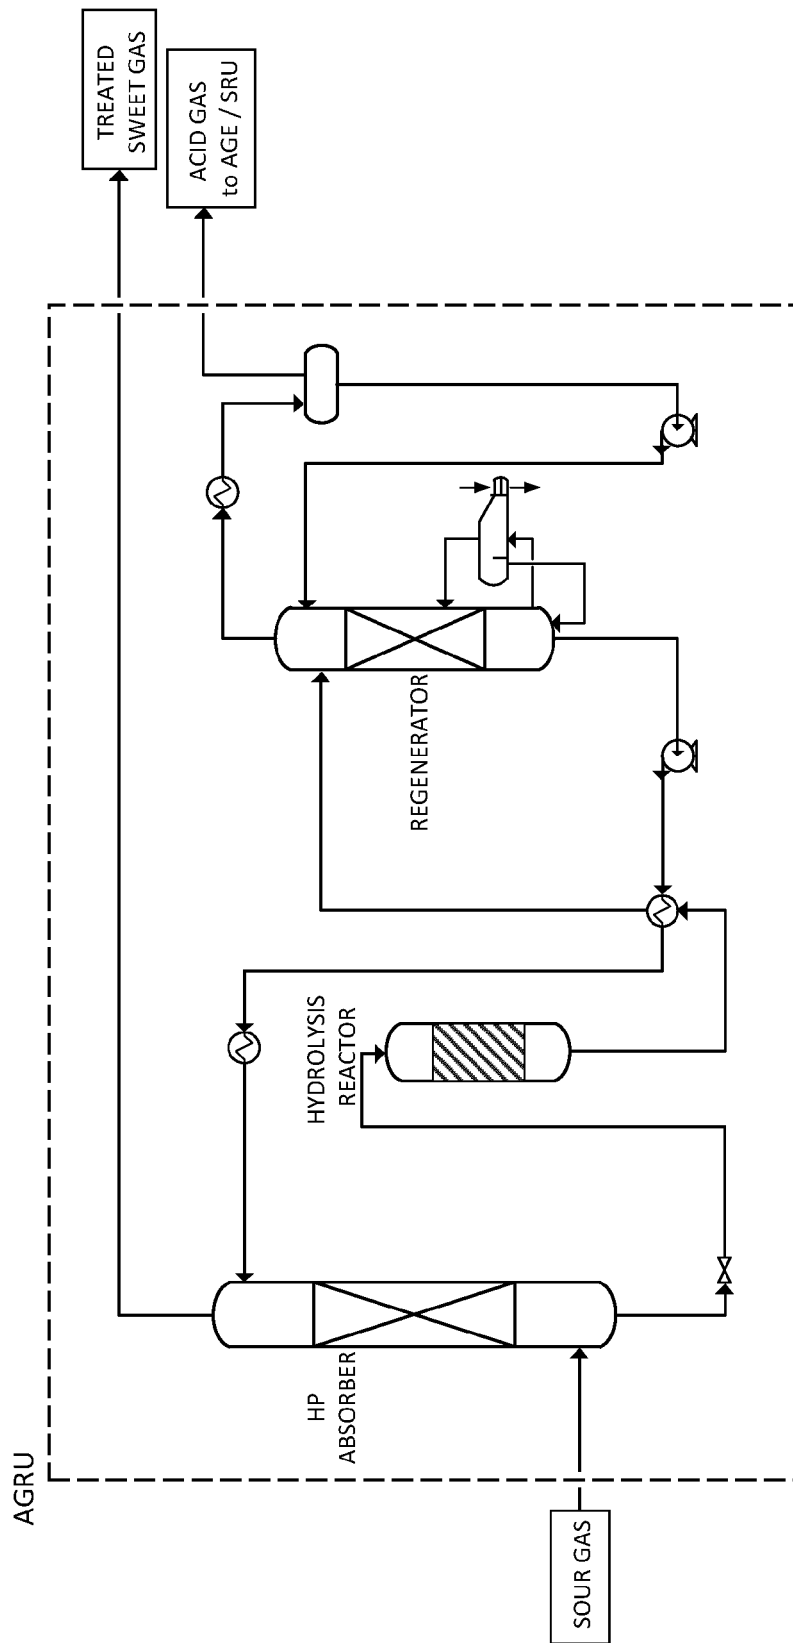 AGRU
SOUR GAS
HP
ABSORBER
HYDROLYSIS
REACTOR
REGENERATOR
TREATED
SWEET GAS
ACID GAS
to AGE / SRU